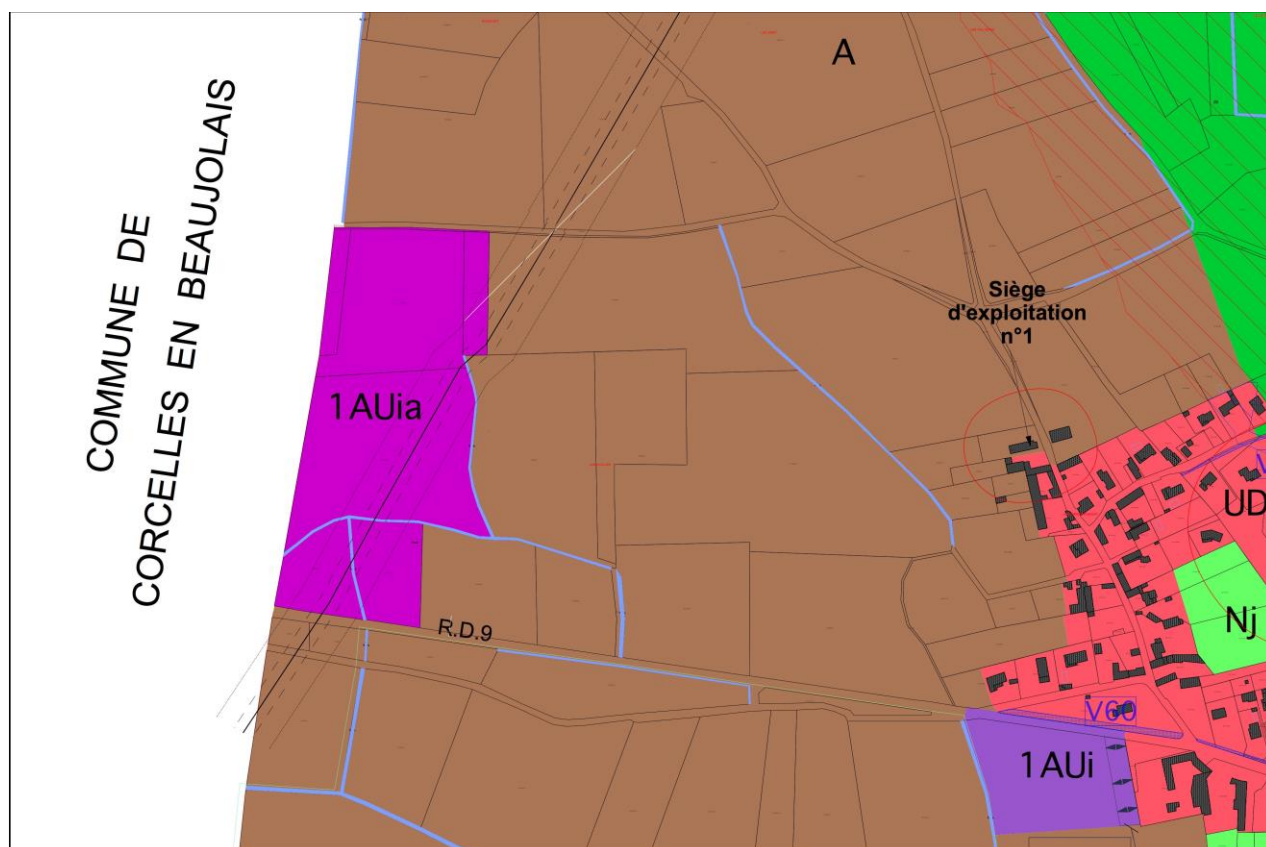 A
COMMUNE DE
CORCELLES EN BEAUJOLAIS
Siège
d'exploitation
n°1
1AUia
UD
Nj
R.D.9
V60
1AUi